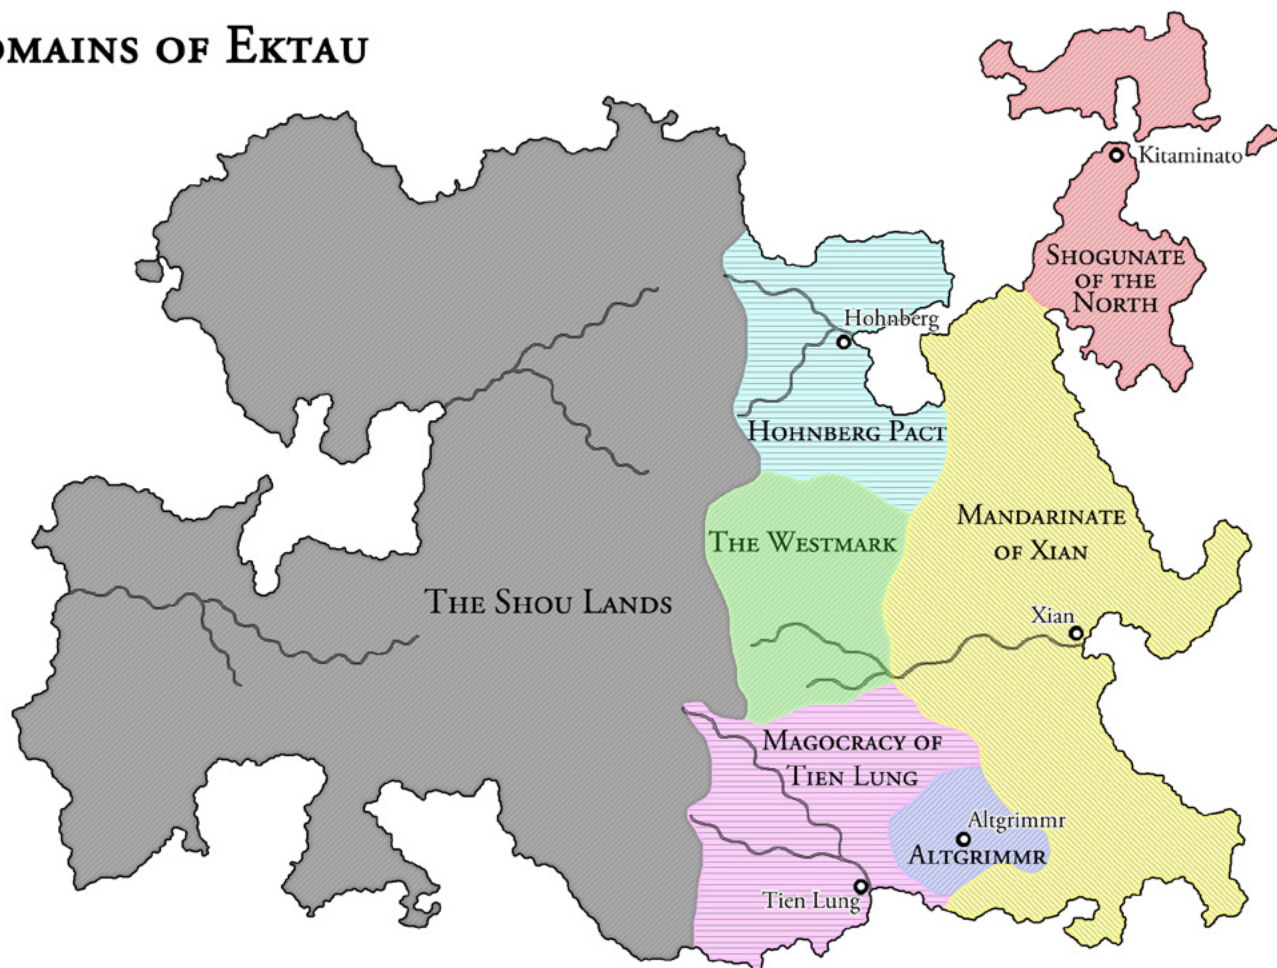 OMAINS OF EKTAU
Kitaminato
SHOGUNATE
OF THE
NORTH
Hohnberg
HOHNBERG PACT
MANDARINATE
OF XIAN
THE WESTMARK
THE SHOU LANDS
Xian
MAGOCRACY OF
TIEN LUNG
Altgrimmr
ALTGRIMMR
Tien Lung